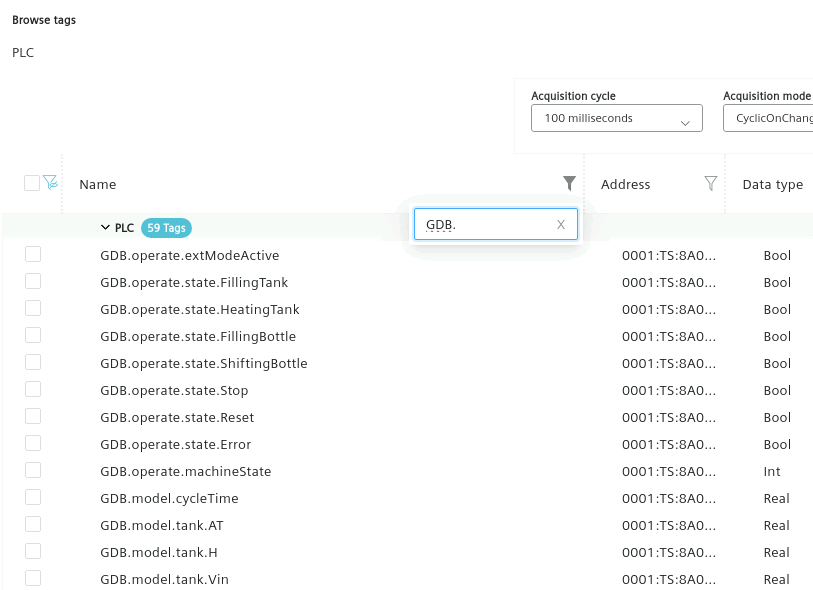 Browse tags
PLC
Acquisition cycle Acquisition mode
100 milliseconds CyclicOnChang
Name Address Data type
PLC 59 Tags GDB. X
GDB.operate.extModeActive 0001:TS:8A0... Bool
GDB.operate.state.FillingTank 0001:TS:8A0... Bool
GDB.operate.state.HeatingTank 0001:TS:8A0... Bool
GDB.operate.state.FillingBottle 0001:TS:8A0... Bool
GDB.operate.state.ShiftingBottle 0001:TS:8A0... Bool
GDB.operate.state.Stop 0001:TS:8A0... Bool
GDB.operate.state.Reset 0001:TS:8A0... Bool
GDB.operate.state.Error 0001:TS:8A0... Bool
GDB.operate.machineState 0001:TS:8A0... Int
GDB.model.cycleTime 0001:TS:8A0... Real
GDB.model.tank.AT 0001:TS:8A0... Real
GDB.model.tank.H 0001:TS:8A0... Real
GDB.model.tank.Vin 0001:TS:8A0... Real